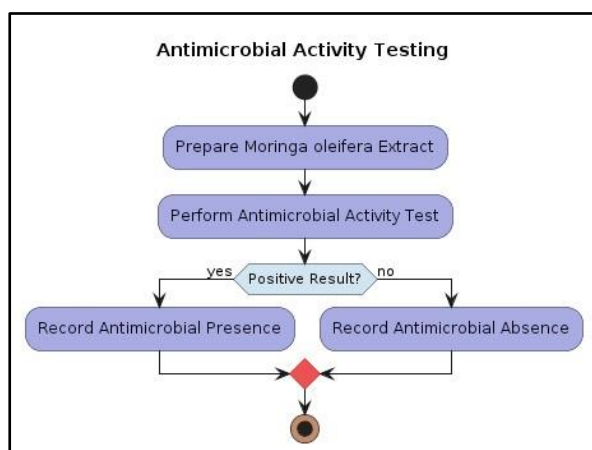 Antimicrobial Activity Testing
Prepare Moringa oleifera Extract
Perform Antimicrobial Activity Test
yes
Positive Result?
no
Record Antimicrobial Presence
Record Antimicrobial Absence